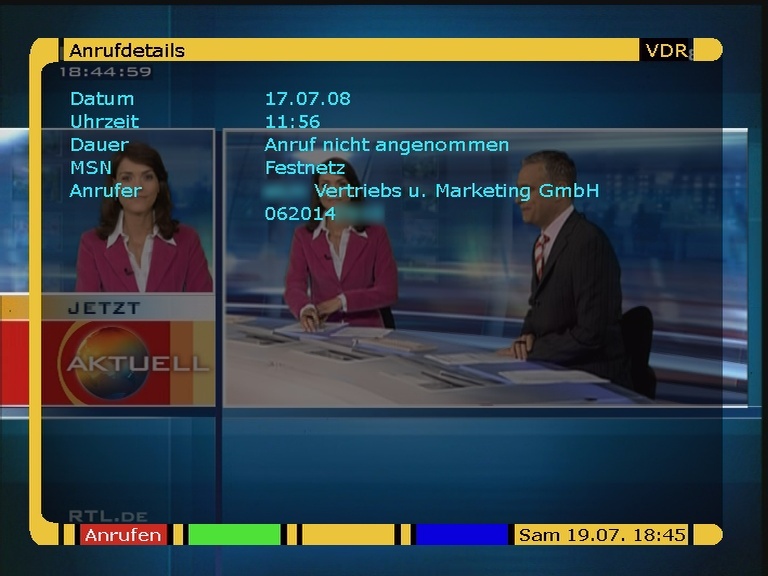 Anrufdetails VDR
18:44:59
Datum 17.07.08
Uhrzeit 11:56
Dauer Anruf nicht angenommen
MSN Festnetz
Anrufer Vertriebs u. Marketing GmbH
062014
JETZT
AKTUELL
RTL.DE
Anrufen Sam 19.07. 18:45